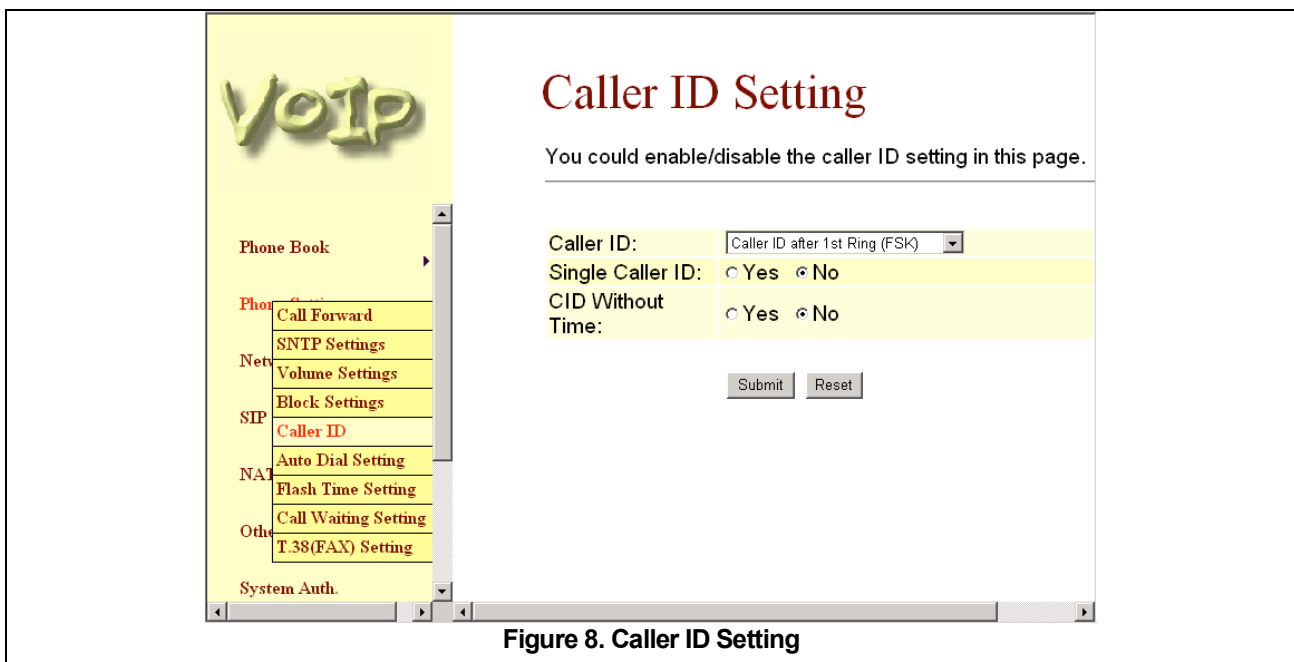 VOIP
Caller ID Setting
You could enable/disable the caller ID setting in this page.
Phone Book
Call Forward
SNTP Settings
Volume Settings
Block Settings
SIP
Caller ID
Auto Dial Setting
Flash Time Setting
Call Waiting Setting
T.38(FAX) Setting
System Auth.
Caller ID: Caller ID after 1st Ring (FSK)
Single Caller ID: Yes No
CID Without
Time: Yes No
Submit Reset
Figure 8. Caller ID Setting